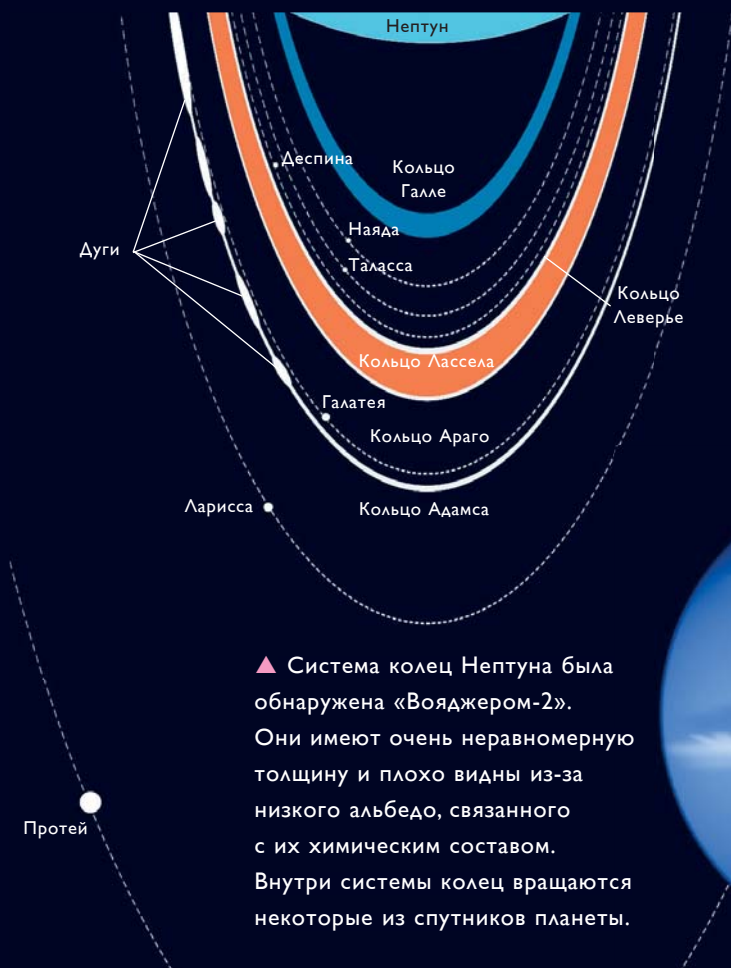 Нептун
Деспина
Кольцо
Галле
Наяда
Дуги
Таласса
Кольцо
Леверье
Кольцо Лассела
Галатея
Кольцо Араго
Ларисса
Кольцо Адамса
▲ Система колец Нептуна была
обнаружена «Вояджером-2».
Они имеют очень неравномерную
толщину и плохо видны из-за
низкого альбедо, связанного
с их химическим составом.
Внутри системы колец вращаются
некоторые из спутников планеты.
Протей